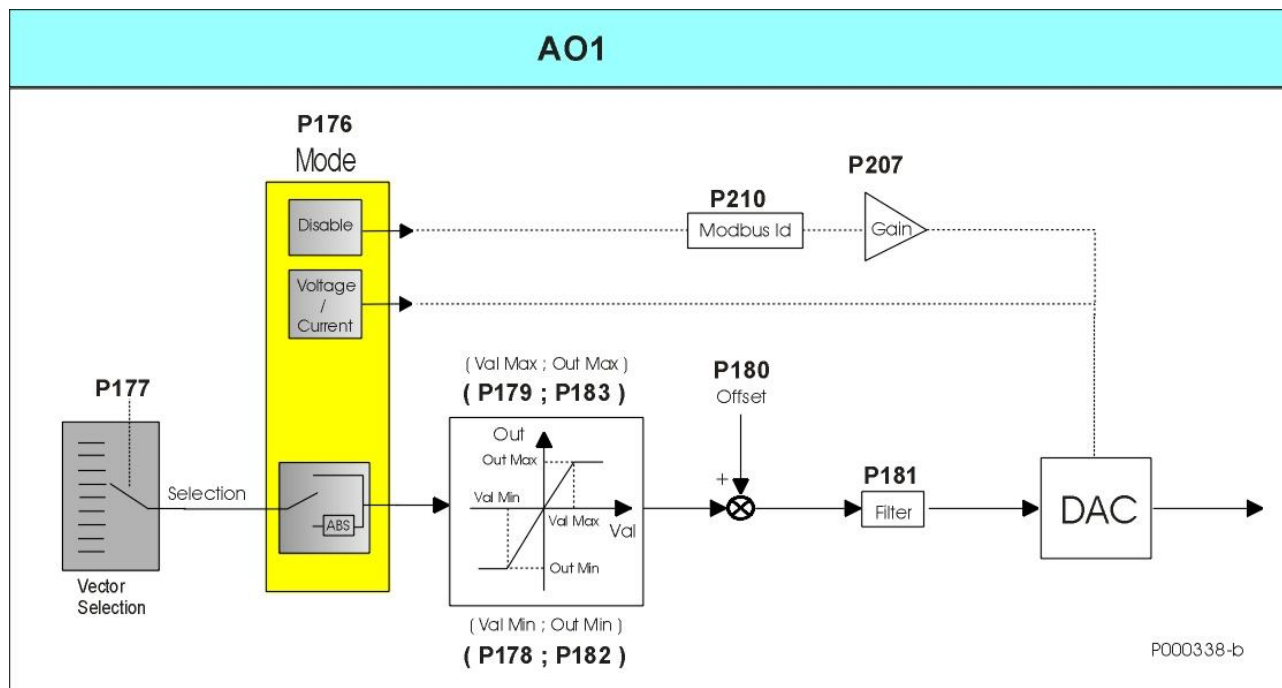 AO1
P176
Mode
P207
P210
Disable
Modbus Id
Gain
Voltage
/
Current
( Val Max ; Out Max )
( P179 ; P183 )
P180
Offset
P177
Out
Out Max
Selection
Val Min
Val Max
Val
+
P181
Filter
DAC
ABS
Out Min
Vector
Selection
( Val Min ; Out Min )
( P178 ; P182 )
P000338-b